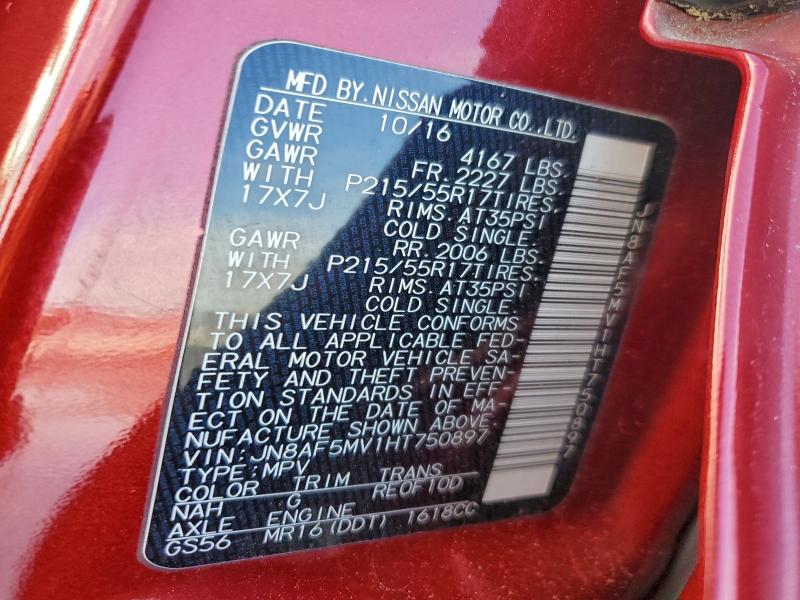 MFD BY. NISSAN MOTOR CO.,LTD.
DATE 10/16
GVWR 4167 LBS.
GAWR FR. 2227 LBS.
WITH P215/55R17TIRES.
17X7J RIMS. AT35PSI
COLD SINGLE.
GAWR RR. 2006 LBS.
WITH P215/55R17TIRES.
17X7J RIMS. AT35PSI
COLD SINGLE.
THIS VEHICLE CONFORMS
TO ALL APPLICABLE FED-
ERAL MOTOR VEHICLE SA-
FETY AND THEFT PREVEN-
TION STANDARDS IN EFF-
ECT ON THE DATE OF MA-
NUFACTURE SHOWN ABOVE.
VIN: JN8AF5MV1HT750897
TYPE: MPV
COLOR TRIM TRANS
NAH G RE0F10D
AXLE ENGINE
GS56 MR16(DDT) 1618CC
JN8AF5MV1HT750897